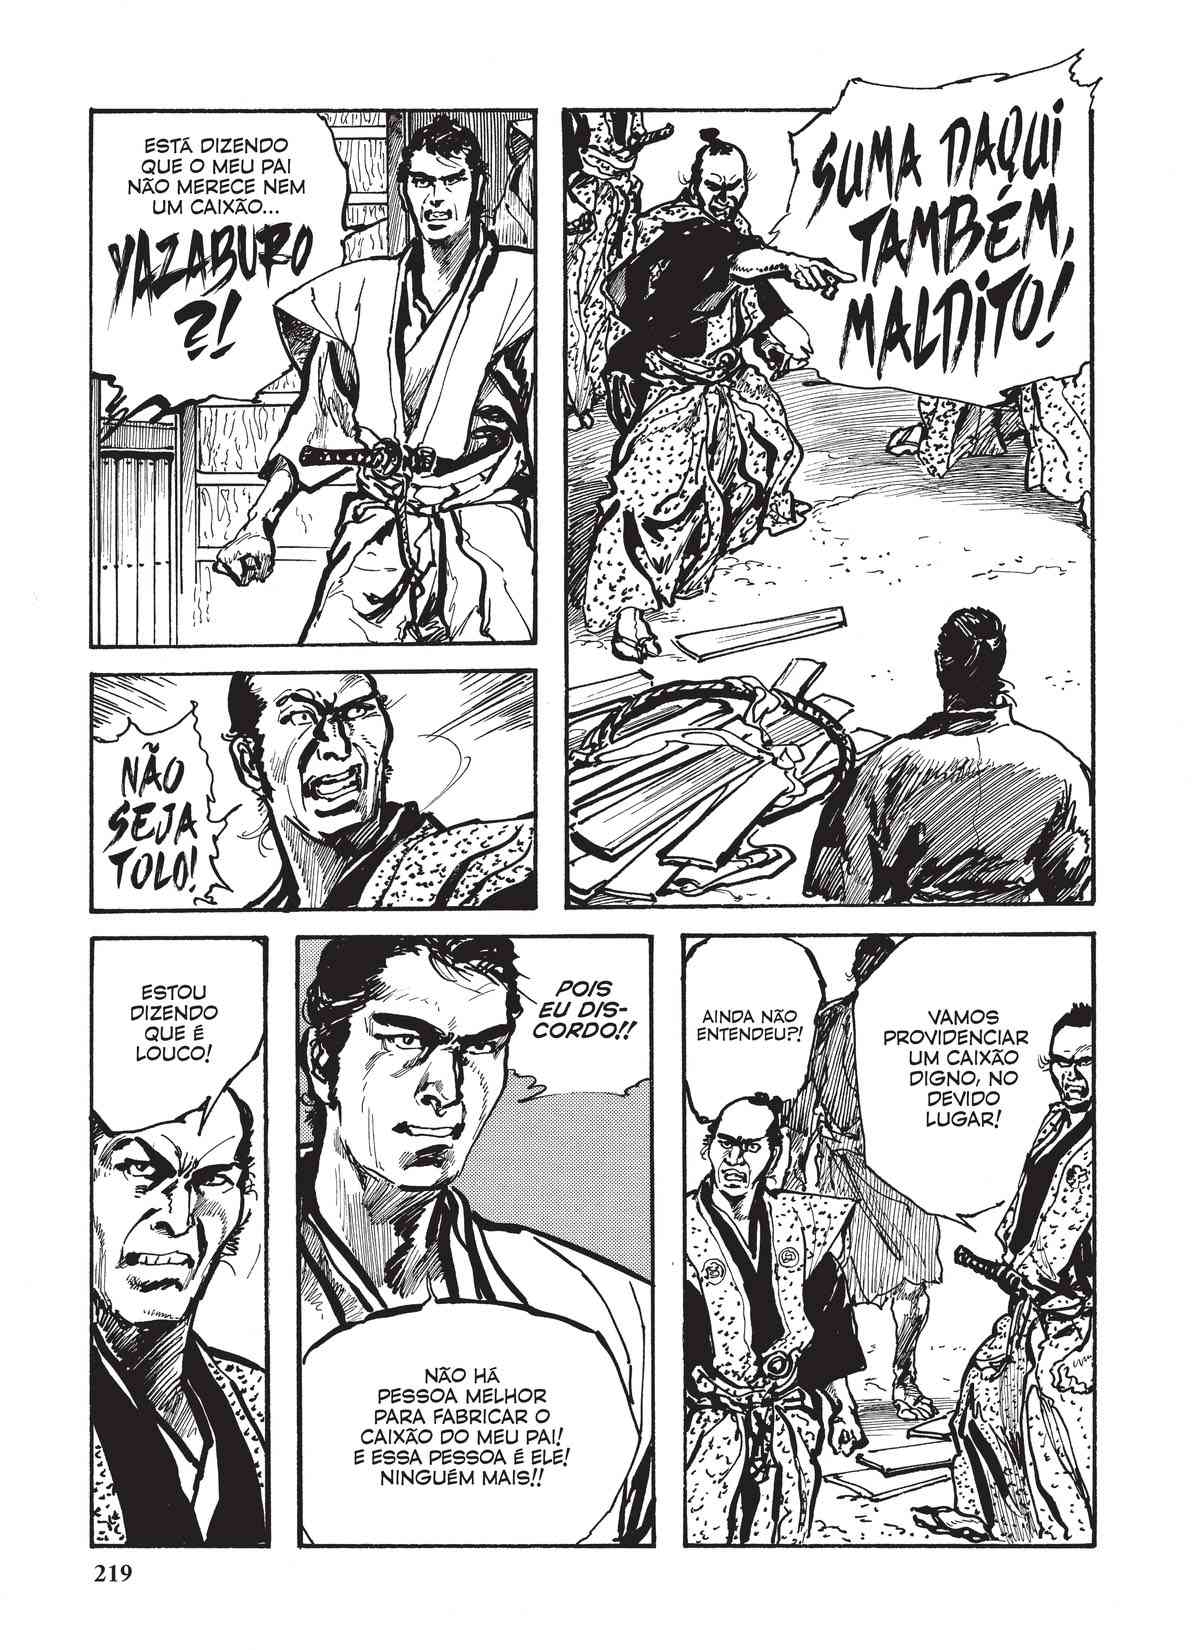 SUMA DAQUI
TAMBÉM,
MALDITO!
ESTÁ DIZENDO
QUE O MEU PAI
NÃO MERECE NEM
UM CAIXÃO...
YAZABURO
?!
NÃO
SEJA
TOLO!
VAMOS
PROVIDENCIAR
UM CAIXÃO
DIGNO, NO
DEVIDO
LUGAR!
AINDA NÃO
ENTENDEU?!
POIS
EU DIS-
CORDO!!
NÃO HÁ
PESSOA MELHOR
PARA FABRICAR O
CAIXÃO DO MEU PAI!
E ESSA PESSOA É ELE!
NINGUÉM MAIS!!
ESTOU
DIZENDO
QUE É
LOUCO!
219